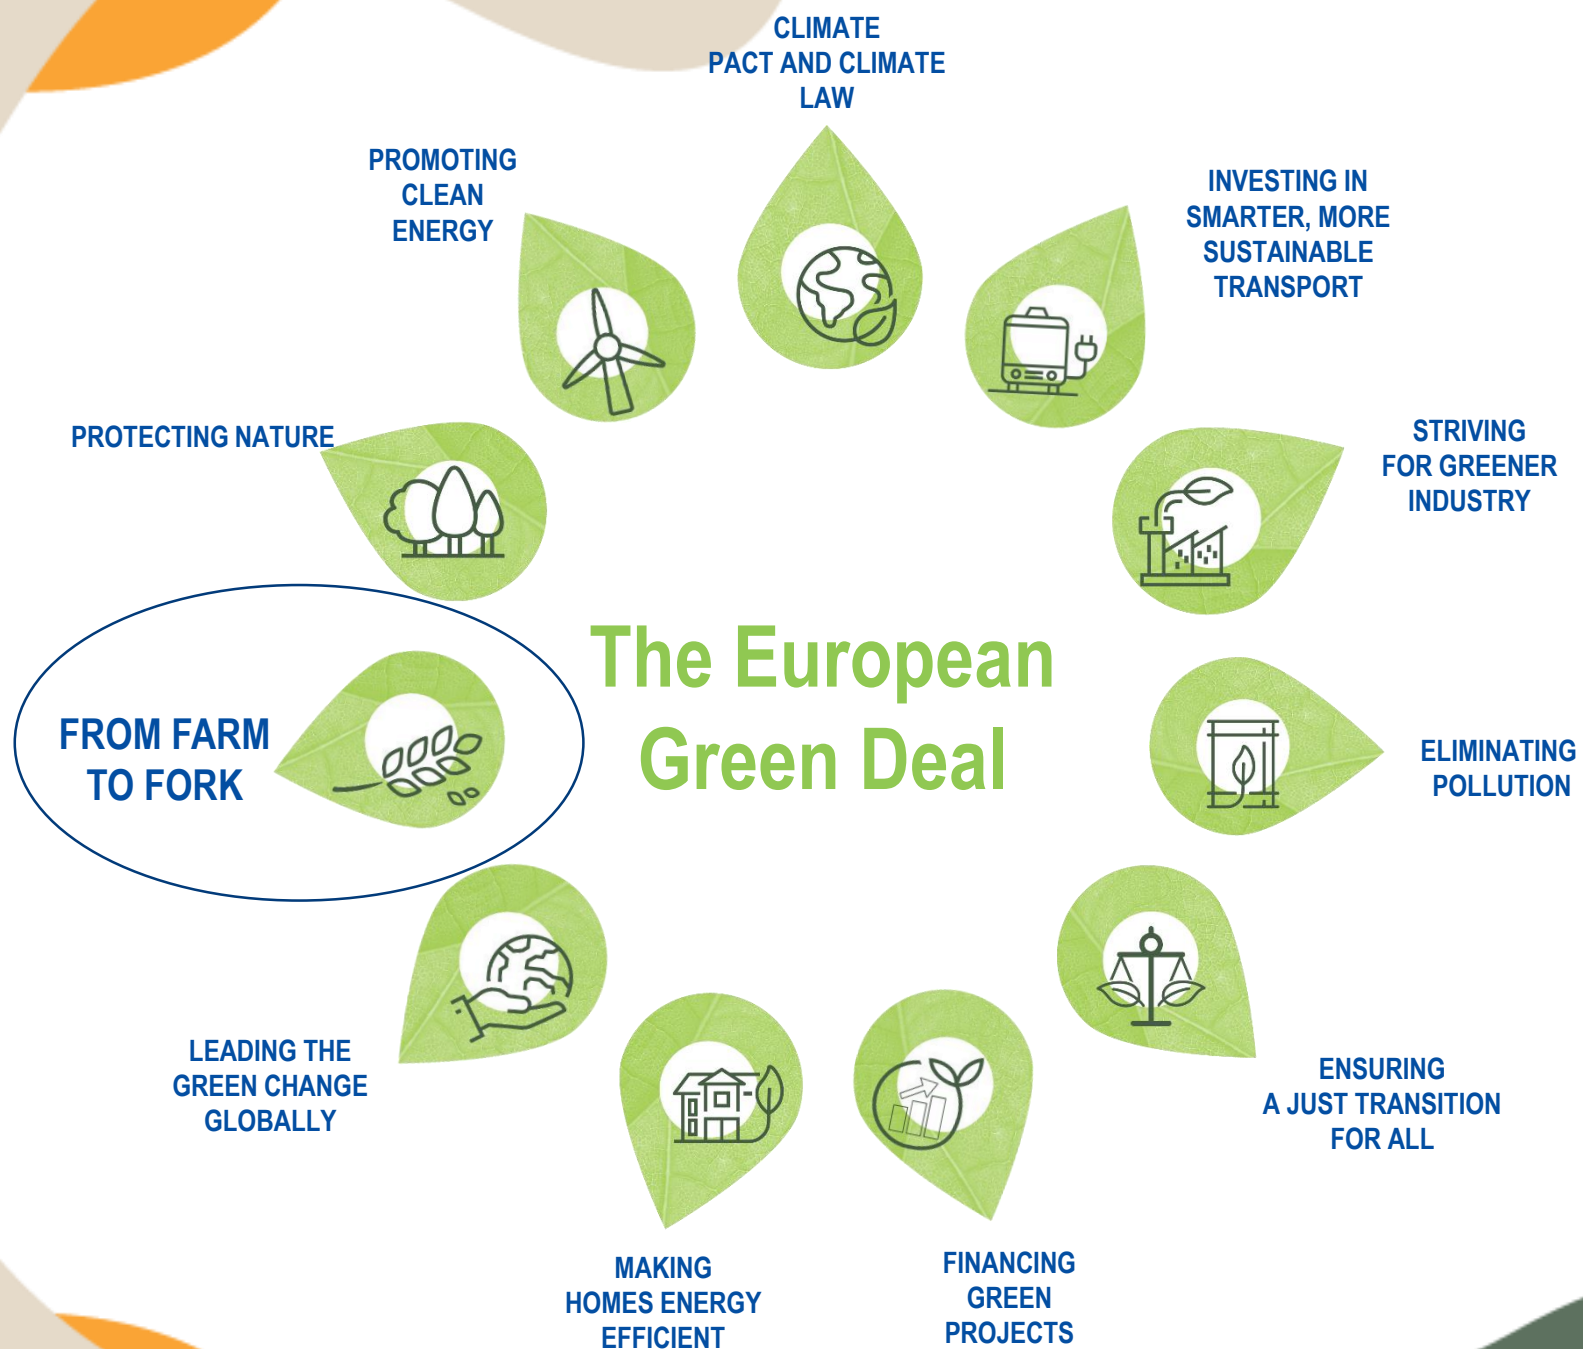 CLIMATE
PACT AND CLIMATE
LAW
PROMOTING
CLEAN
ENERGY
INVESTING IN
SMARTER, MORE
SUSTAINABLE
TRANSPORT
PROTECTING NATURE
STRIVING
FOR GREENER
INDUSTRY
The European
Green Deal
FROM FARM
TO FORK
ELIMINATING
POLLUTION
LEADING THE
GREEN CHANGE
GLOBALLY
ENSURING
A JUST TRANSITION
FOR ALL
MAKING
HOMES ENERGY
EFFICIENT
FINANCING
GREEN
PROJECTS